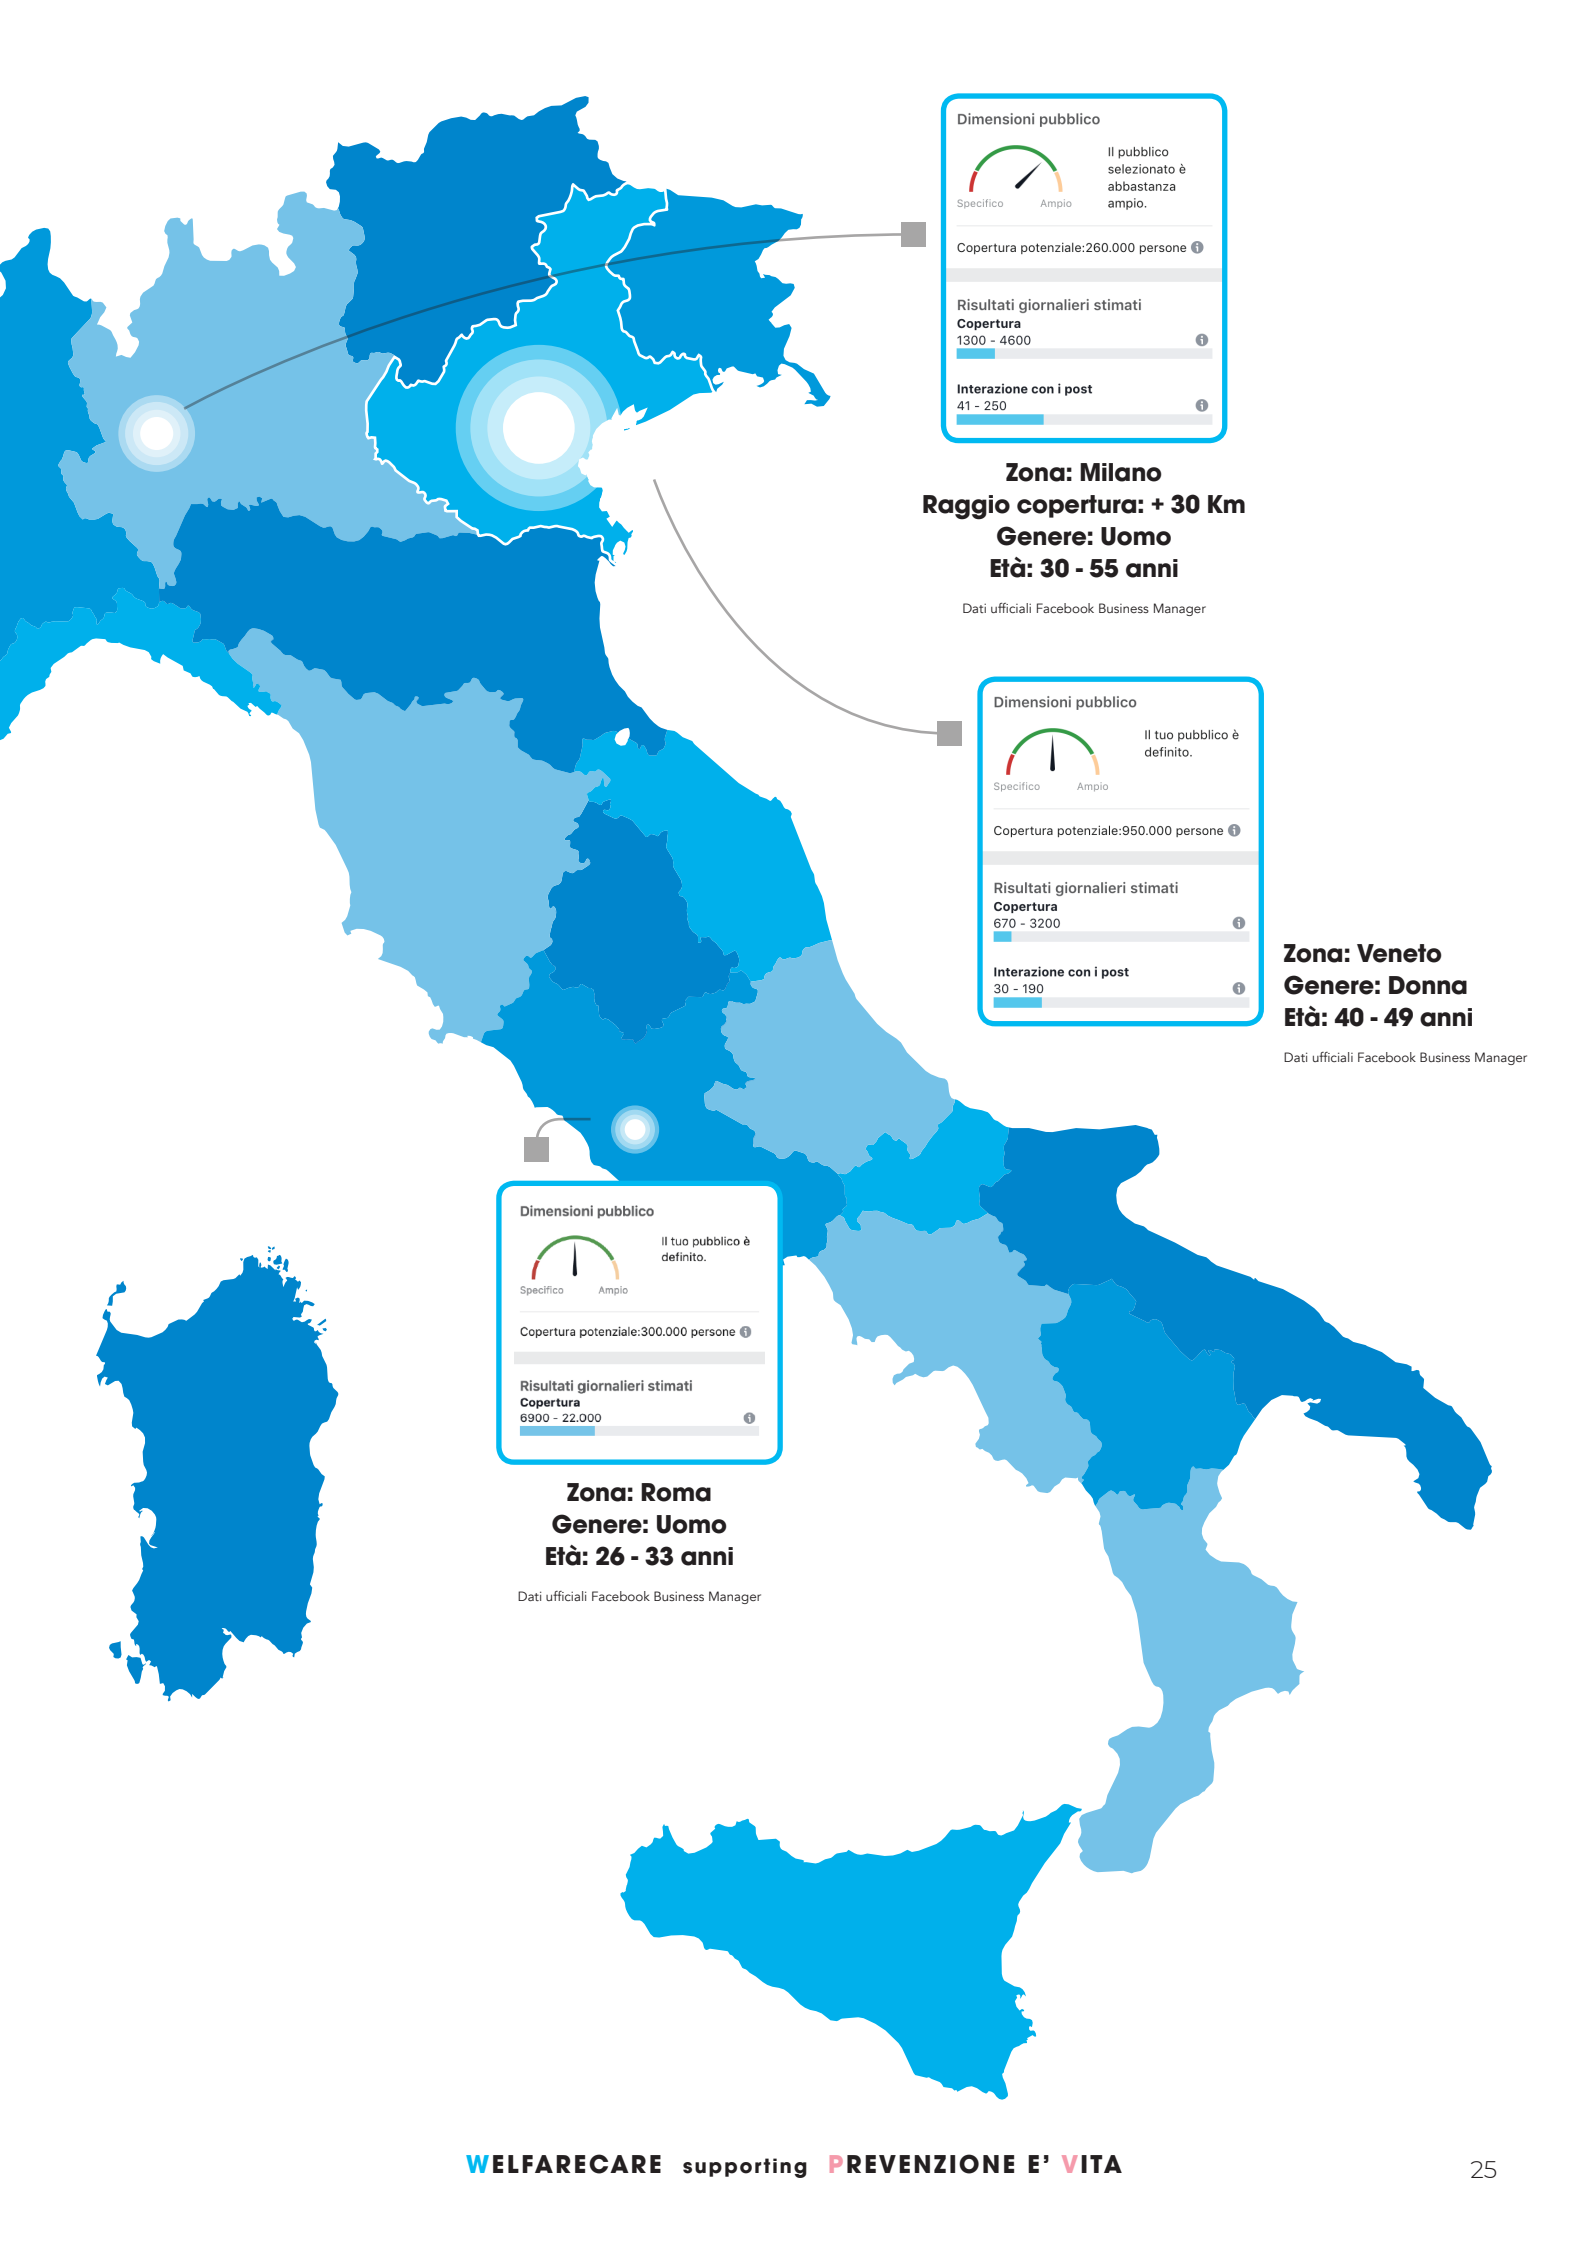 Dimensioni pubblico
Il pubblico
selezionato è
abbastanza
ampio.
Specifico
Ampio
Copertura potenziale:260.000 persone
Risultati giornalieri stimati
Copertura
1300 - 4600
Interazione con i post
41 - 250
Zona: Milano
Raggio copertura: + 30 Km
Genere: Uomo
Età: 30 - 55 anni
Dati ufficiali Facebook Business Manager
Dimensioni pubblico
Il tuo pubblico è
definito.
Specifico
Ampio
Copertura potenziale:950.000 persone
Risultati giornalieri stimati
Copertura
670 - 3200
Interazione con i post
30 - 190
Zona: Veneto
Genere: Donna
Età: 40 - 49 anni
Dati ufficiali Facebook Business Manager
Dimensioni pubblico
Il tuo pubblico è
definito.
Specifico
Ampio
Copertura potenziale:300.000 persone
Risultati giornalieri stimati
Copertura
6900 - 22.000
Zona: Roma
Genere: Uomo
Età: 26 - 33 anni
Dati ufficiali Facebook Business Manager
WELFARECARE supporting PREVENZIONE E' VITA
25